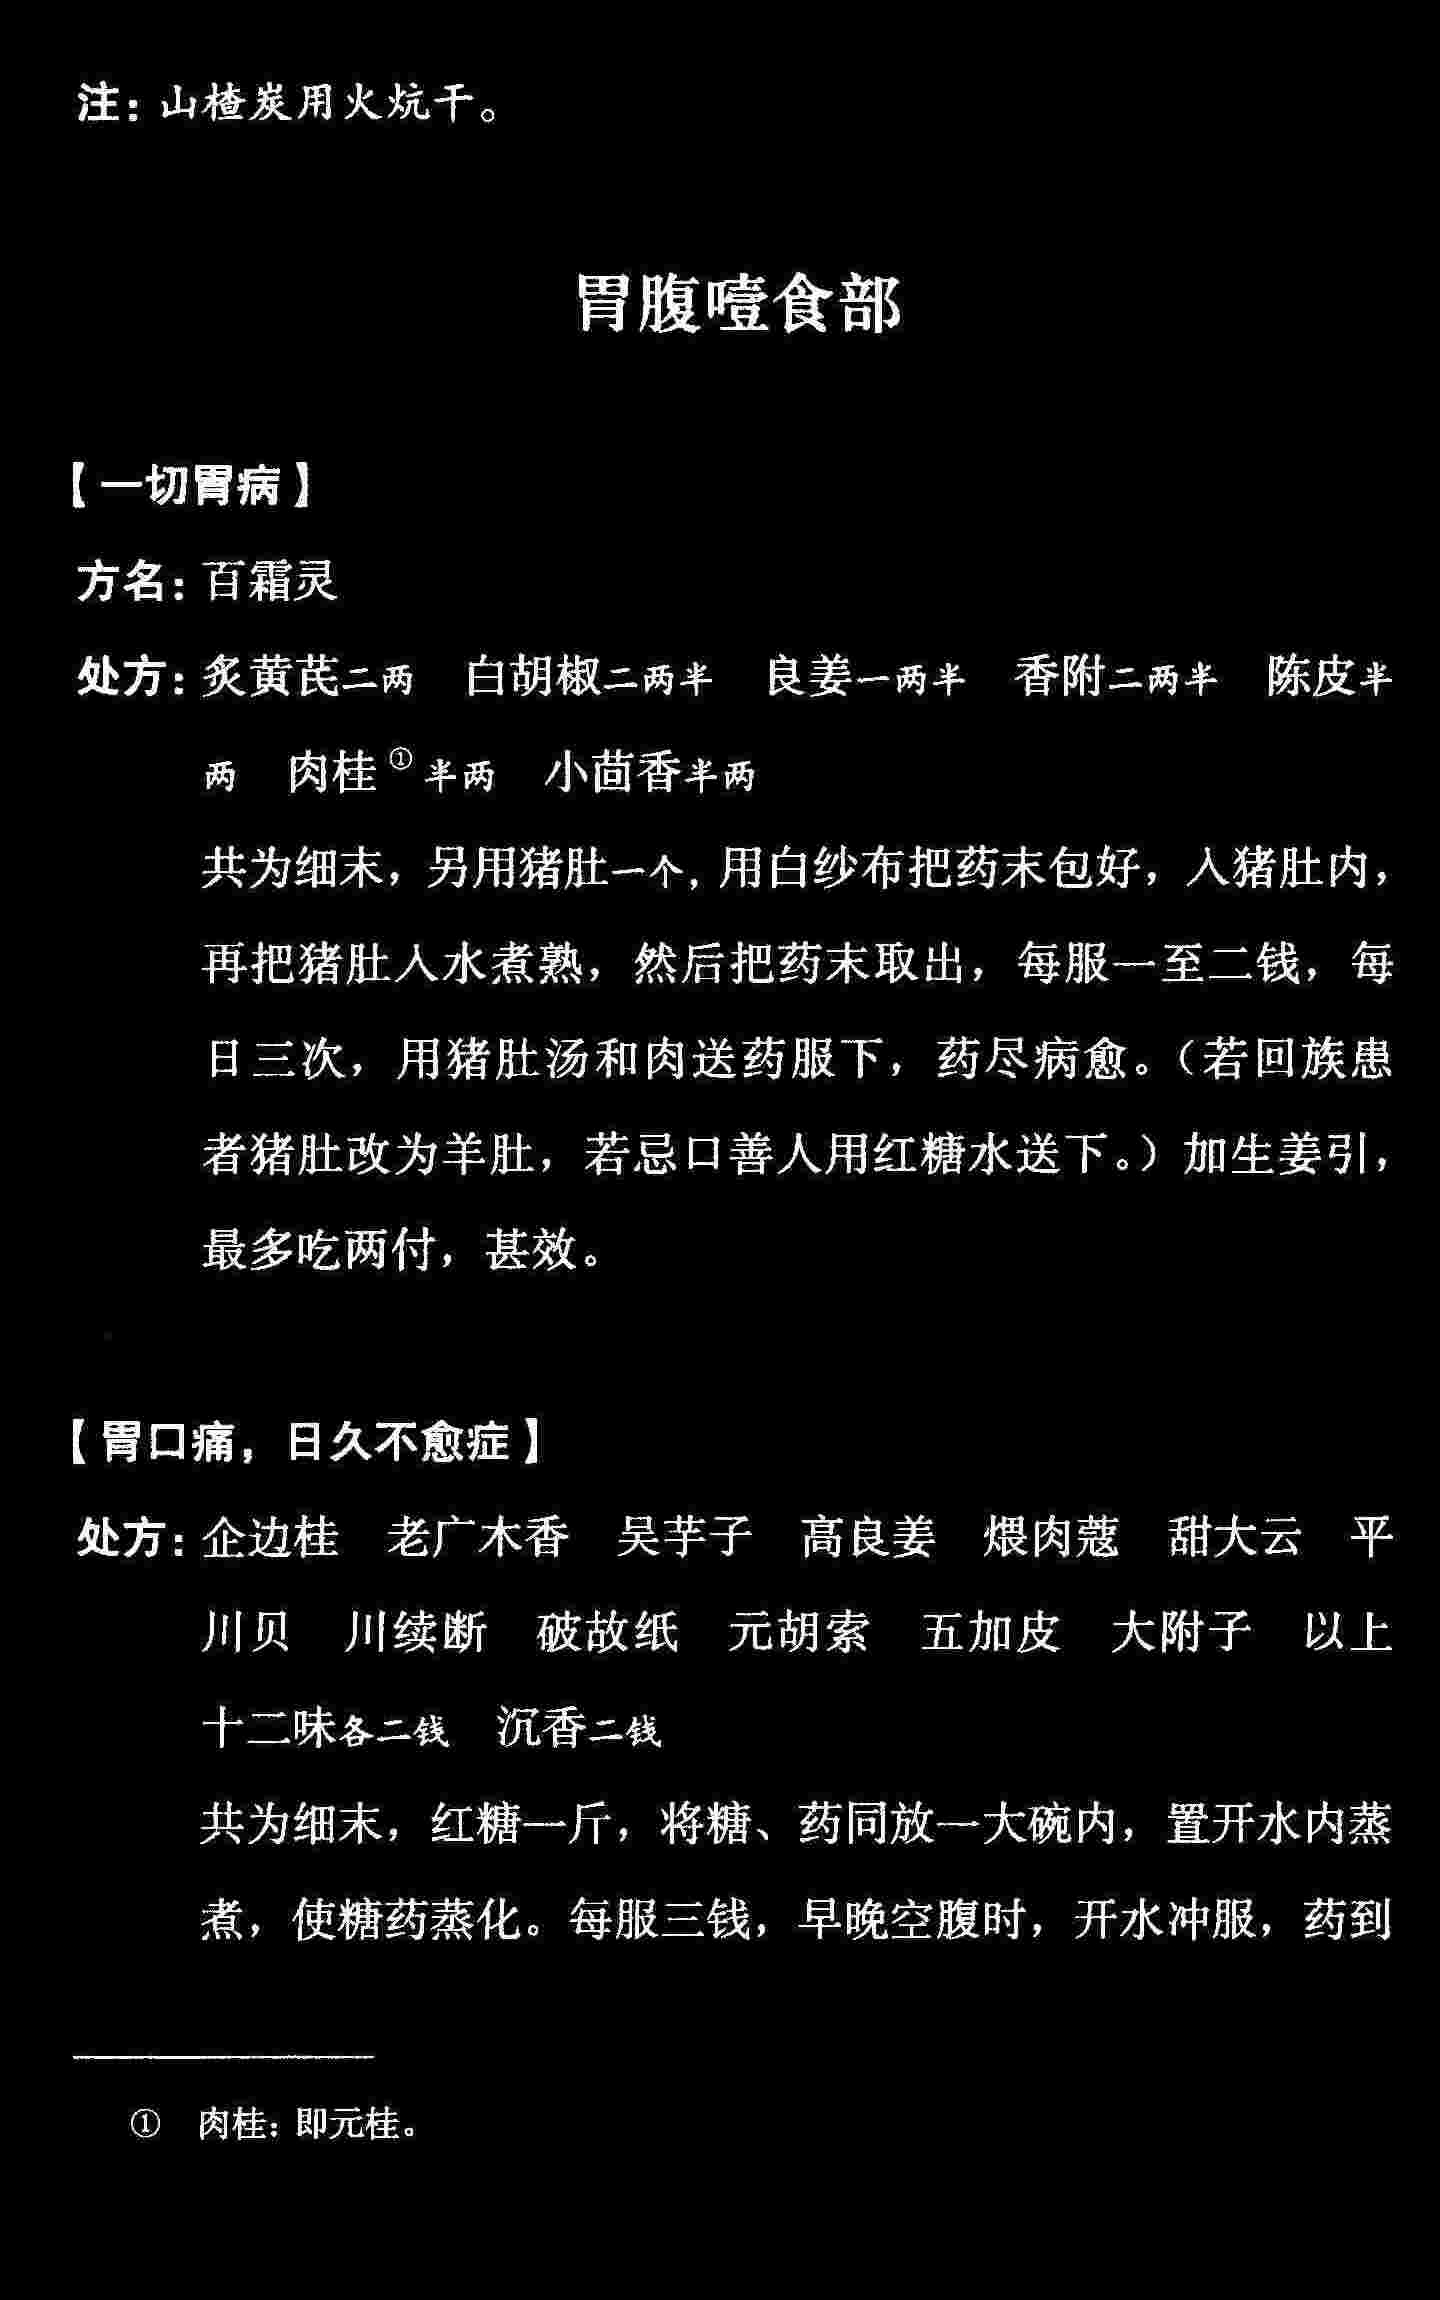 注：山楂炭用火炕干。
胃腹噎食部
【一切胃病】
方名：百霜灵
处方：炙黄芪二两　白胡椒二两半　良姜一两半　香附二两半　陈皮半
两　肉桂①半两　小茴香半两
共为细末，另用猪肚一个，用白纱布把药末包好，入猪肚内，
再把猪肚入水煮熟，然后把药末取出，每服一至二钱，每
日三次，用猪肚汤和肉送药服下，药尽病愈。（若回族患
者猪肚改为羊肚，若忌口善人用红糖水送下。）加生姜引，
最多吃两付，甚效。
【胃口痛，日久不愈症】
处方：企边桂　老广木香　吴芋子　高良姜　煨肉蔻　甜大云　平
川贝　川续断　破故纸　元胡索　五加皮　大附子　以上
十二味各二钱　沉香二钱
共为细末，红糖一斤，将糖、药同放一大碗内，置开水内蒸
煮，使糖药蒸化。每服三钱，早晚空腹时，开水冲服，药到
①　肉桂：即元桂。